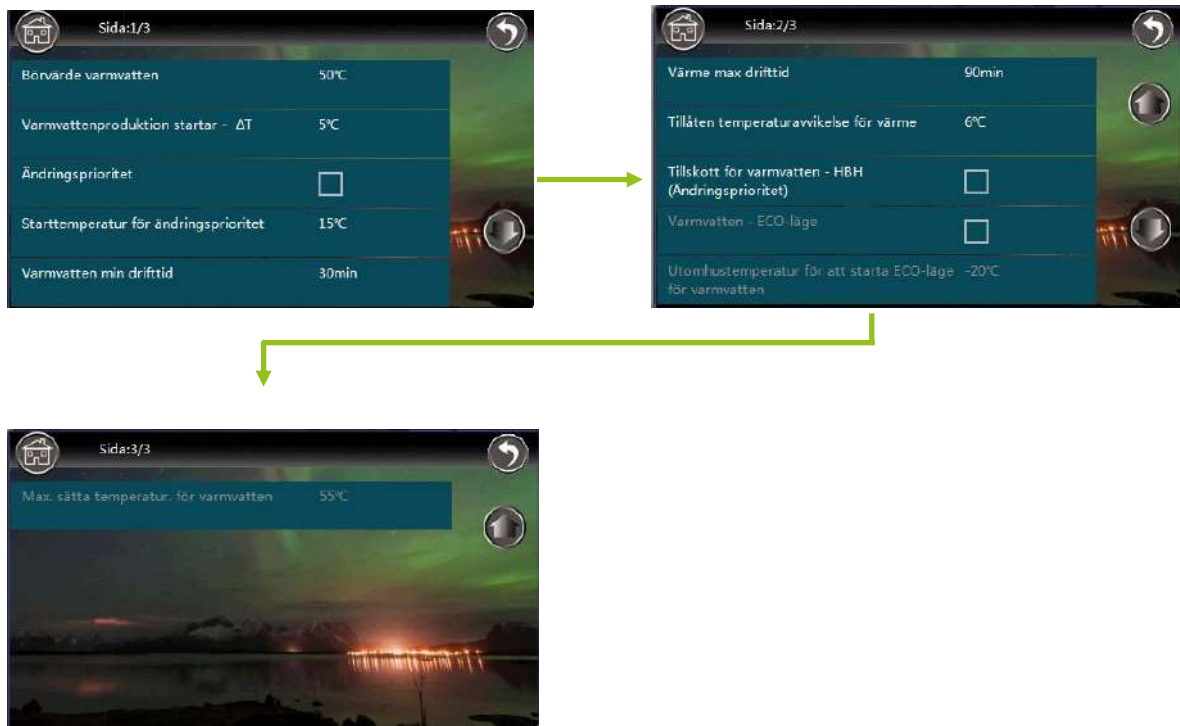 Sida:1/3
Börvärde varmvatten 50℃
Varmvattenproduktion startar - ΔT 5℃
Ändringsprioritet
Starttemperatur för ändringsprioritet 15℃
Varmvatten min drifttid 30min
Sida:2/3
Värme max drifttid 90min
Tillåten temperaturavvikelse för värme 6℃
Tillskott för varmvatten - HBH
(Ändringsprioritet)
Varmvatten - ECO-läge
Utomhustemperatur för att starta ECO-läge -20℃
för varmvatten
Sida:3/3
Max. sätta temperatur. för varmvatten 55℃